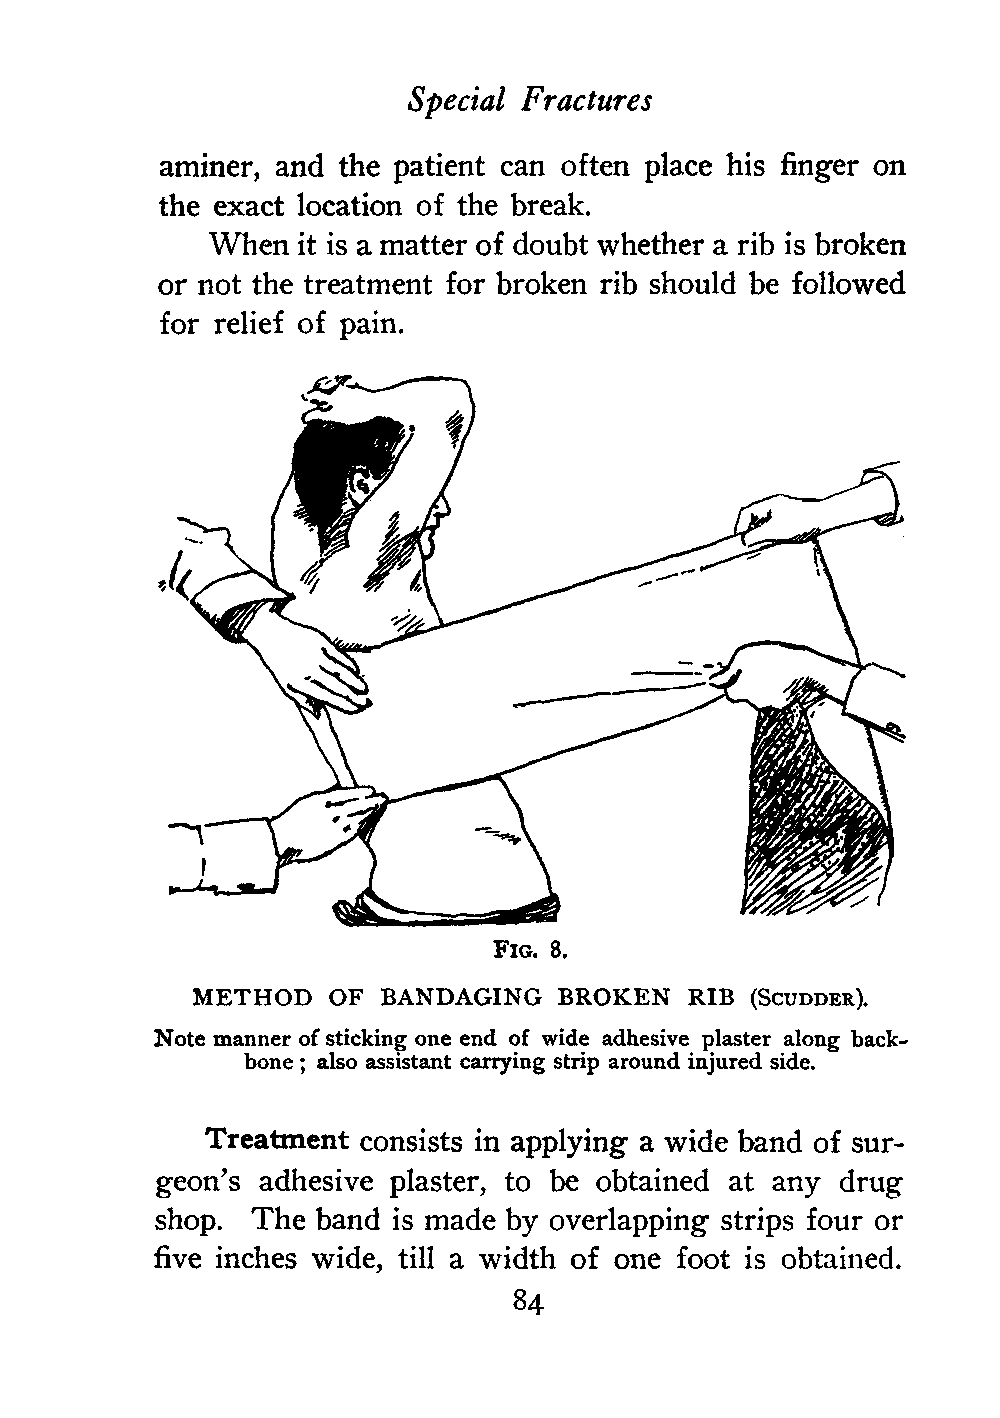 Special Fractures
aminer, and the patient can often place his finger on
the exact location of the break.
When it is a matter of doubt whether a rib is broken
or not the treatment for broken rib should be followed
for relief of pain.
FIG. 8.
METHOD OF BANDAGING BROKEN RIB (SCUDDER).
Note manner of sticking one end of wide adhesive plaster along back-
bone ; also assistant carrying strip around injured side.
Treatment consists in applying a wide band of sur-
geon's adhesive plaster, to be obtained at any drug
shop. The band is made by overlapping strips four or
five inches wide, till a width of one foot is obtained.
84